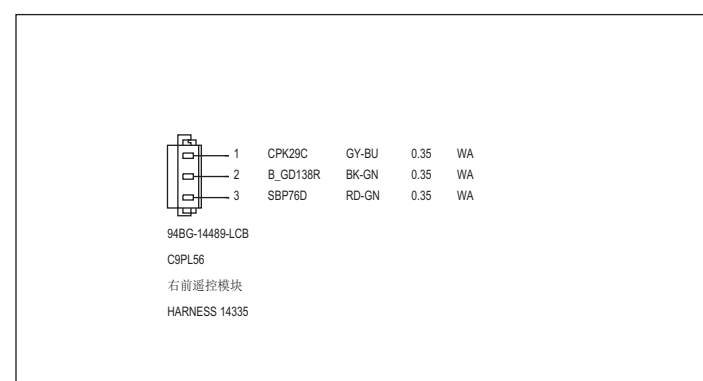 1 CPK29C GY-BU 0.35 WA
2 B_GD138R BK-GN 0.35 WA
3 SBP76D RD-GN 0.35 WA
94BG-14489-LCB
C9PL56
右前遥控模块
HARNESS 14335